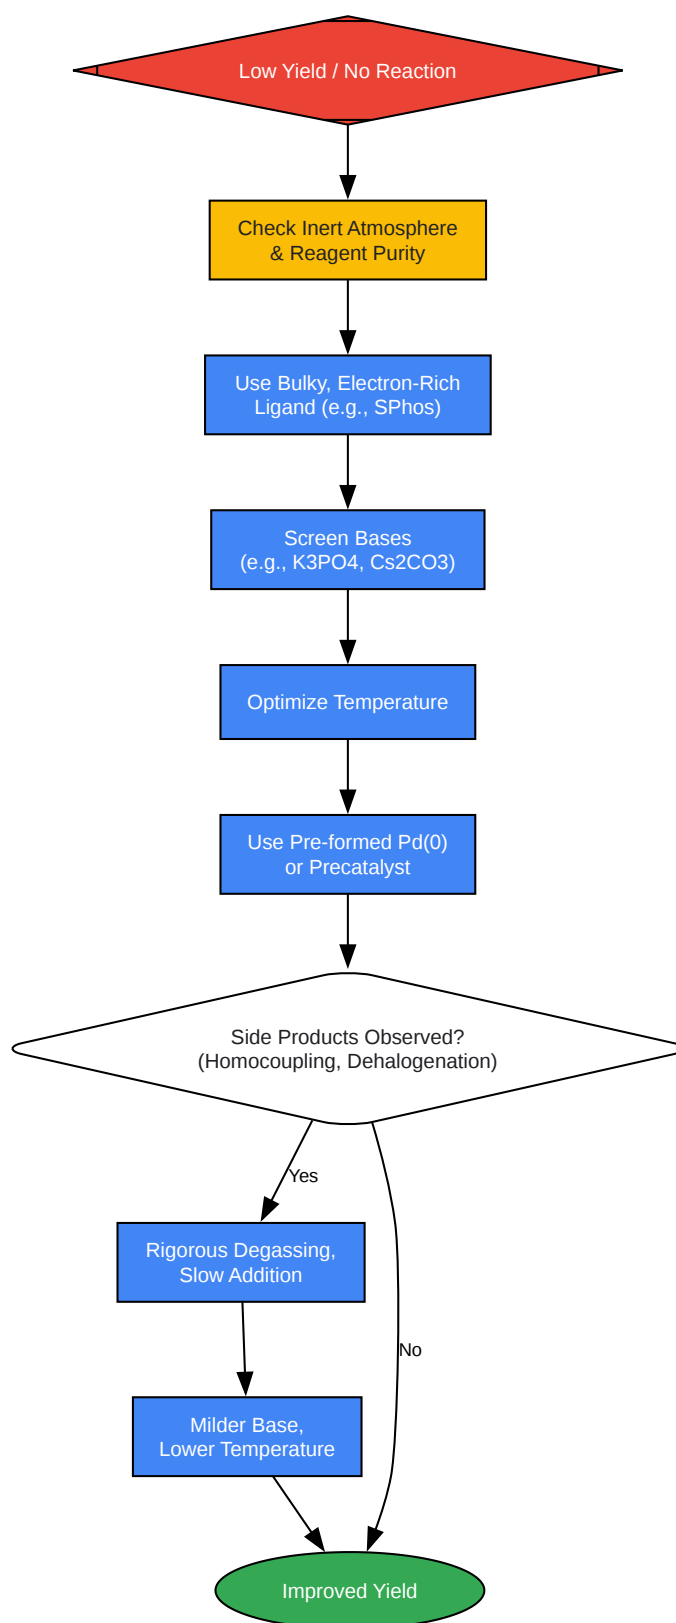 Low Yield / No Reaction
Check Inert Atmosphere
& Reagent Purity
Use Bulky, Electron-Rich
Ligand (e.g., SPhos)
Screen Bases
(e.g., K3PO4, Cs2CO3)
Optimize Temperature
Use Pre-formed Pd(0)
or Precatalyst
Side Products Observed?
(Homocoupling, Dehalogenation)
Yes
Rigorous Degassing,
Slow Addition
No
Milder Base,
Lower Temperature
Improved Yield